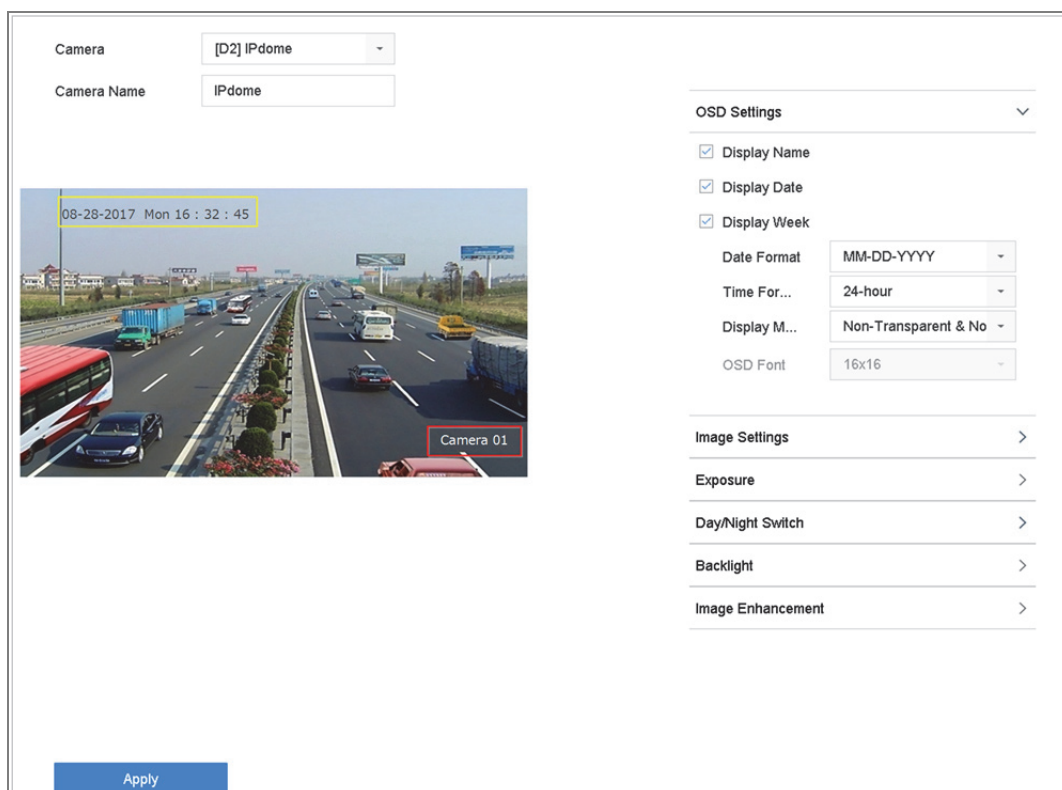 Camera
[D2] IPdome
Camera Name
IPdome
08-28-2017 Mon 16 : 32 : 45
Camera 01
OSD Settings
Display Name
Display Date
Display Week
Date Format MM-DD-YYYY
Time For... 24-hour
Display M... Non-Transparent & No
OSD Font 16x16
Image Settings
Exposure
Day/Night Switch
Backlight
Image Enhancement
Apply